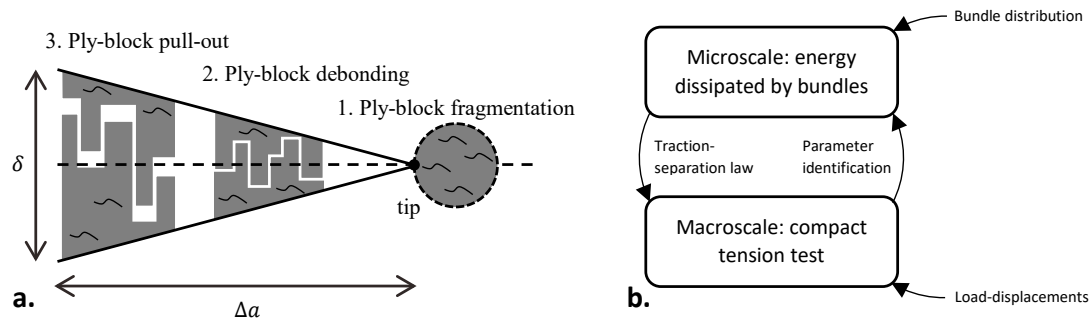 3. Ply-block pull-out
2. Ply-block debonding
1. Ply-block fragmentation
δ
tip
Δa
a.
Bundle distribution
Microscale: energy
dissipated by bundles
Traction-
separation law
Parameter
identification
Macroscale: compact
tension test
Load-displacements
b.